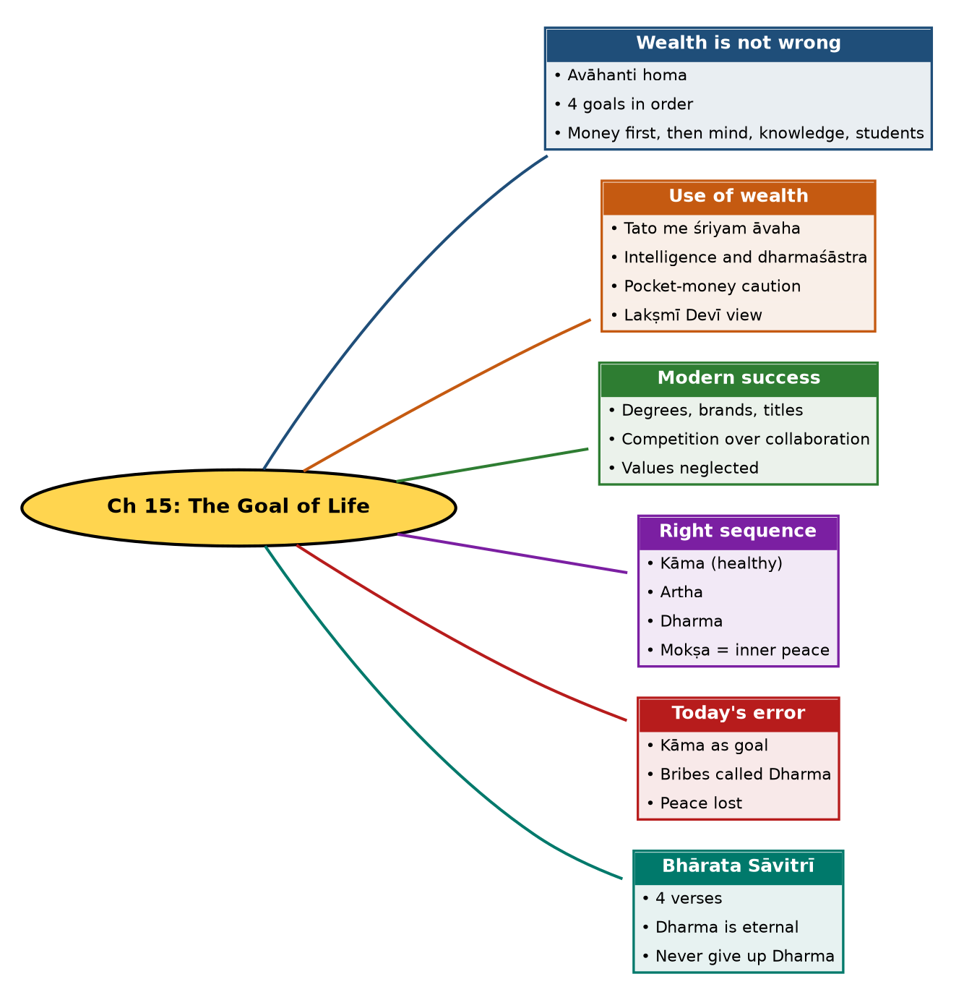 Wealth is not wrong
• Avāhanti homa
• 4 goals in order
• Money first, then mind, knowledge, students
Use of wealth
• Tato me śriyam āvaha
• Intelligence and dharmaśāstra
• Pocket-money caution
• Lakṣmī Devī view
Modern success
• Degrees, brands, titles
• Competition over collaboration
• Values neglected
Ch 15: The Goal of Life
Right sequence
• Kāma (healthy)
• Artha
• Dharma
• Mokṣa = inner peace
Today's error
• Kāma as goal
• Bribes called Dharma
• Peace lost
Bhārata Sāvitrī
• 4 verses
• Dharma is eternal
• Never give up Dharma